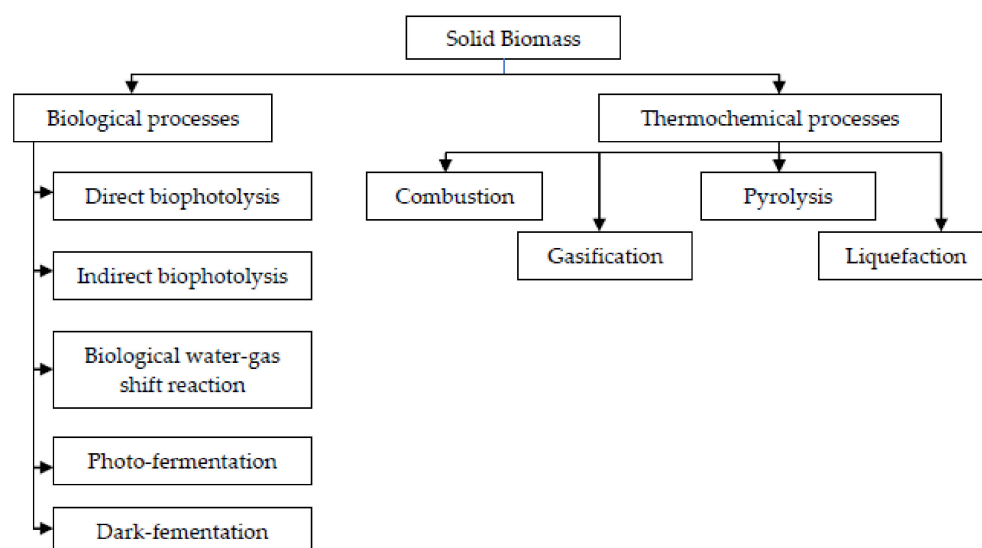 Solid Biomass
Biological processes
Thermochemical processes
Direct biophotolysis
Combustion
Pyrolysis
Gasification
Liquefaction
Indirect biophotolysis
Biological water-gas
shift reaction
Photo-fermentation
Dark-fementation